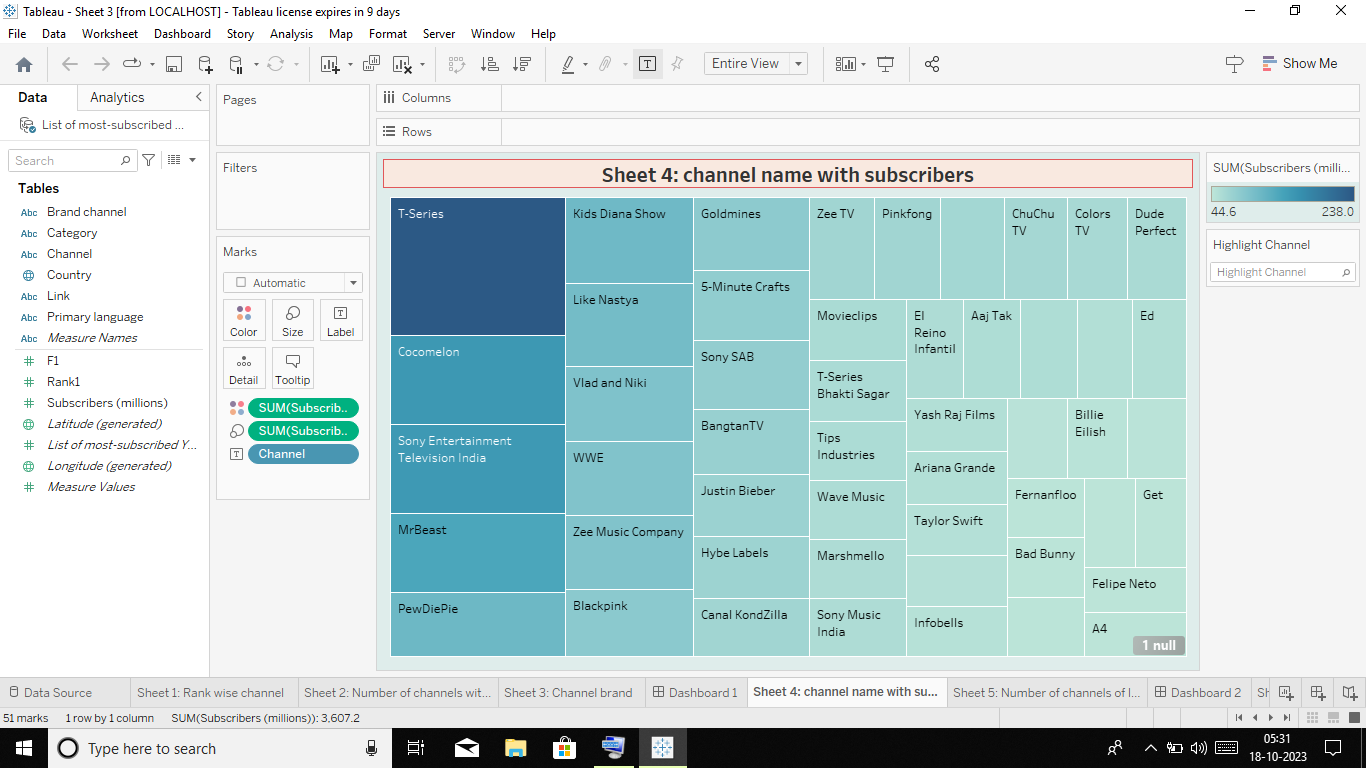 Tableau - Sheet 3 [from LOCALHOST] - Tableau license expires in 9 days
File Data Worksheet Dashboard Story Analysis Map Format Server Window Help
Entire View
Show Me
Data Analytics
List of most-subscribed ...
Search
Tables
Abc Brand channel
Abc Category
Abc Channel
Country
Abc Link
Abc Primary language
Abc Measure Names
F1
Rank1
Subscribers (millions)
Latitude (generated)
List of most-subscribed Y...
Longitude (generated)
Measure Values
Pages
Filters
Marks
Automatic
Color Size Label
Detail Tooltip
SUM(Subscrib..
SUM(Subscrib..
Channel
Columns
Rows
Sheet 4: channel name with subscribers
T-Series
Cocomelon
Sony Entertainment
Television India
MrBeast
PewDiePie
Kids Diana Show
Like Nastya
Vlad and Niki
WWE
Zee Music Company
Blackpink
Goldmines
5-Minute Crafts
Sony SAB
BangtanTV
Justin Bieber
Hybe Labels
Canal KondZilla
Zee TV
Pinkfong
ChuChu
TV
Colors
TV
Dude
Perfect
Movieclips
T-Series
Bhakti Sagar
Tips
Industries
Wave Music
Marshmello
Sony Music
India
El
Reino
Infantil
Aaj Tak
Ed
Yash Raj Films
Ariana Grande
Taylor Swift
Infobells
Billie
Eilish
Fernanfloo
Bad Bunny
Get
Felipe Neto
A4
1 null
SUM(Subscribers (milli...
44.6 238.0
Highlight Channel
Highlight Channel
Data Source Sheet 1: Rank wise channel Sheet 2: Number of channels wit... Sheet 3: Channel brand Dashboard 1 Sheet 4: channel name with su... Sheet 5: Number of channels of l... Dashboard 2 Sh
51 marks 1 row by 1 column SUM(Subscribers (millions)): 3,607.2
Type here to search
05:31
18-10-2023